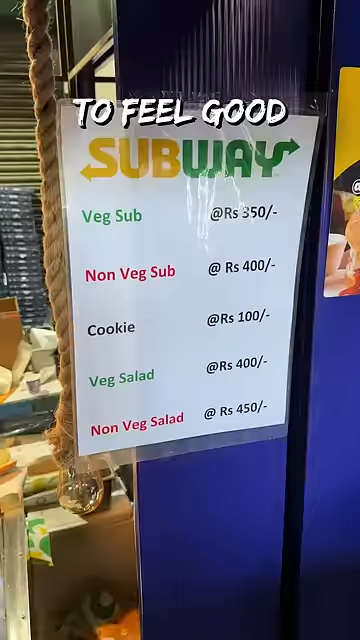 TO FEEL GOOD
SUBWAY
Veg Sub @Rs 350/-
Non Veg Sub @ Rs 400/-
Cookie @Rs 100/-
Veg Salad @Rs 400/-
Non Veg Salad @ Rs 450/-